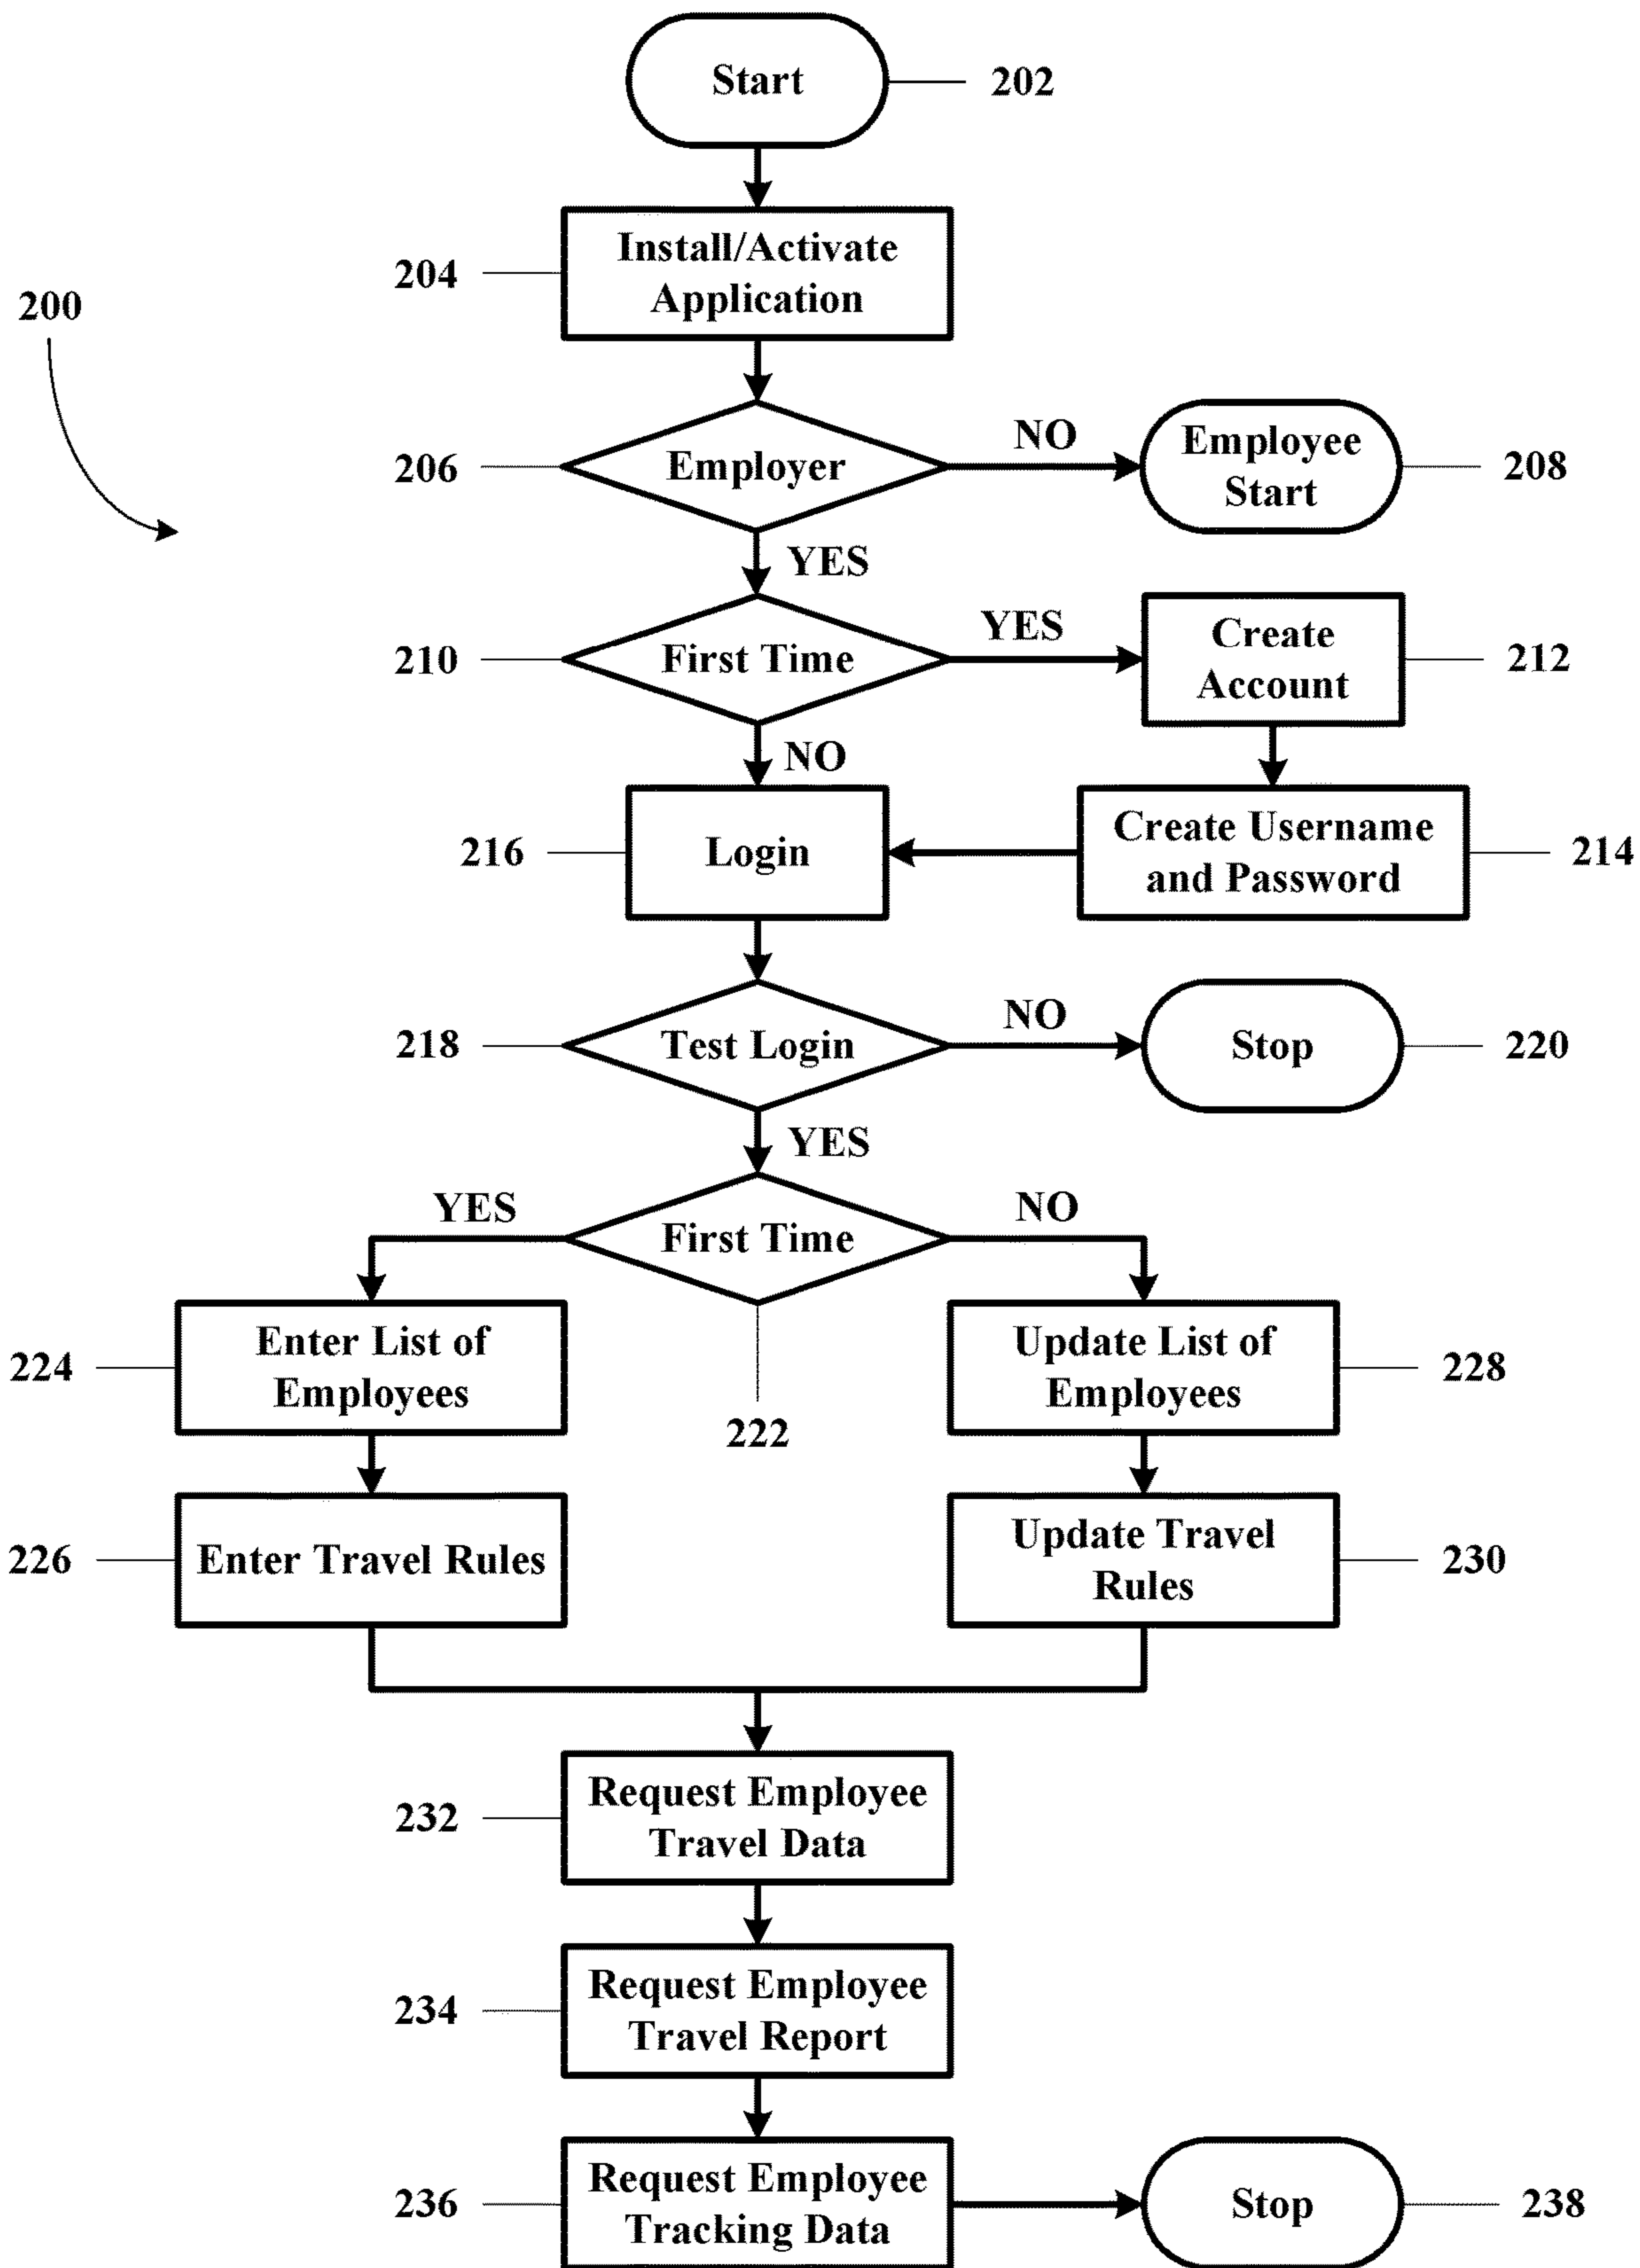 Start
202
Install/Activate
Application
204
200
Employer
206
NO
Employee
Start
208
YES
First Time
210
YES
Create
Account
212
NO
Login
216
Create Username
and Password
214
Test Login
218
NO
Stop
220
YES
First Time
YES
NO
222
Enter List of
Employees
224
Update List of
Employees
228
Enter Travel Rules
226
Update Travel
Rules
230
Request Employee
Travel Data
232
Request Employee
Travel Report
234
Request Employee
Tracking Data
236
Stop
238